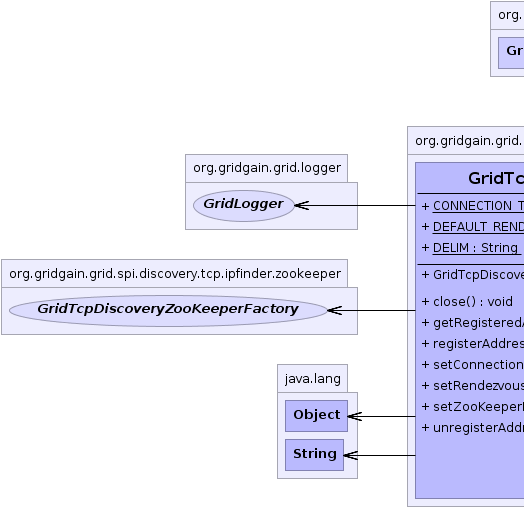 org.
Gr
org.gridgain.grid.logger
GridLogger
org.gridgain.grid.spi.discovery.tcp.ipfinder.zookeeper
GridTcpDiscoveryZooKeeperFactory
java.lang
Object
String
org.gridgain.grid.
GridTc
+ CONNECTION_T
+ DEFAULT_REND
+ DELIM : String
+ GridTcpDiscove
+ close() : void
+ getRegisteredA
+ registerAddres
+ setConnection
+ setRendezvous
+ setZooKeeper
+ unregisterAddr